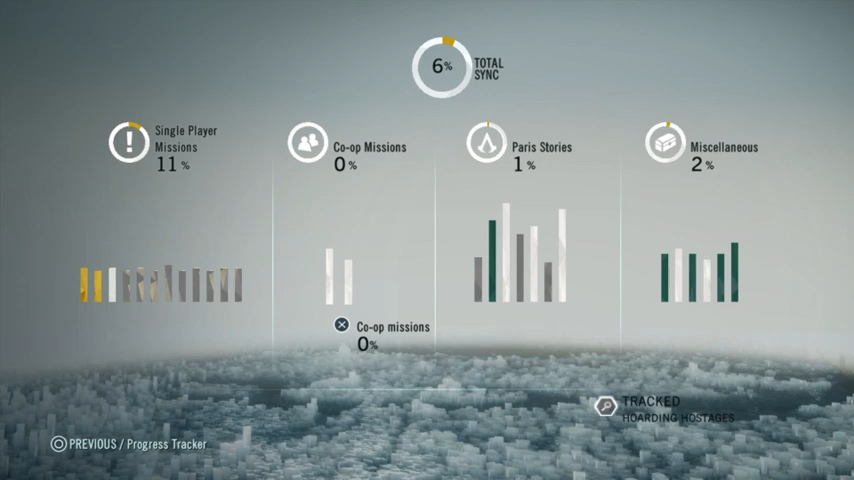 6%
TOTAL
SYNC
Single Player
Missions
11 %
Co-op Missions
0 %
Paris Stories
1 %
Miscellaneous
2 %
Co-op missions
0%
TRACKED
HOARDING HOSTAGES
PREVIOUS / Progress Tracker